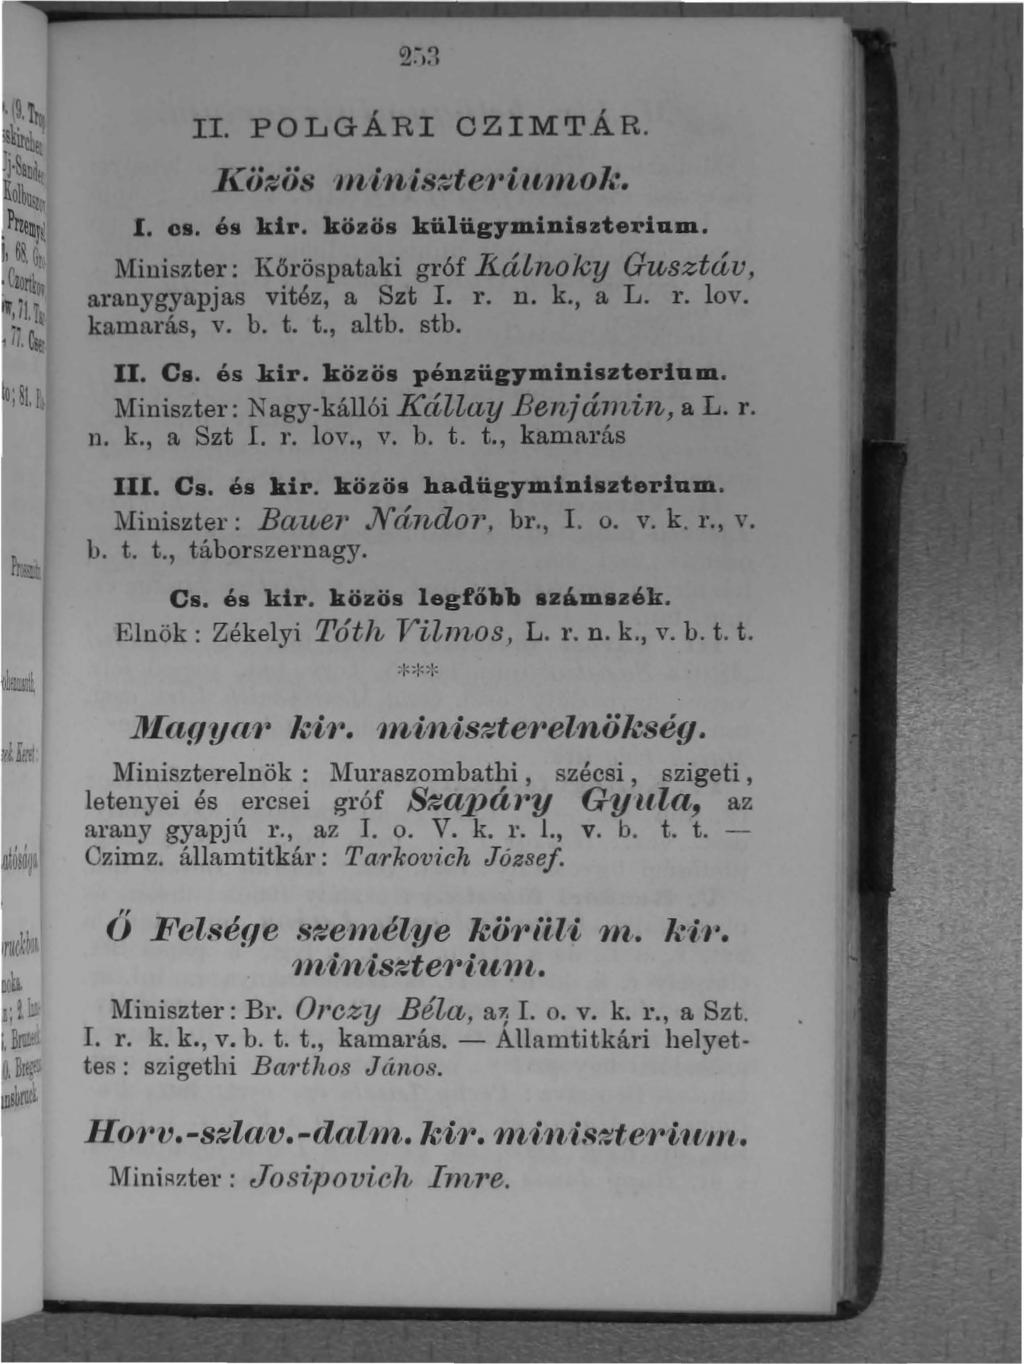 253
II. POLGÁRI CZIMTÁR.
Közös miniszteriumok.
I. cs. és kir. közös külügyminiszterium.
Miniszter: Kőröspataki gróf Kálnoky Gusztáv,
aranygyapjas vitéz, a Szt I. r. n. k., a L. r. lov.
kamarás, v. b. t. t., altb. stb.
II. Cs. és kir. közös pénzügyminiszterium.
Miniszter: Nagy-kállói Kállay Benjámin, a L. r.
n. k., a Szt I. r. lov., v. b. t. t., kamarás
III. Cs. és kir. közös hadügyminiszterium.
Miniszter: Bauer Nándor, br., I. o. v. k. r., v.
b. t. t., táborszernagy.
Cs. és kir. közös legfőbb számszék.
Elnök: Zékelyi Tóth Vilmos, L. r. n. k., v. b. t. t.
***
Magyar kir. miniszterelnökség.
Miniszterelnök: Muraszombathi, szécsi, szigeti,
letenyei és ercsei gróf Szapáry Gyula, az
arany gyapjú r., az I. o. V. k. r. l., v. b. t. t. —
Czimz. államtitkár: Tarkovich József.
Ő Felsége személye körüli m. kir.
miniszterium.
Miniszter: Br. Orczy Béla, az I. o. v. k. r., a Szt.
I. r. k. k., v. b. t. t., kamarás. — Államtitkári helyet-
tes: szigethi Barthos János.
Horv.-szlav.-dalm. kir. miniszterium.
Miniszter: Josipovich Imre.